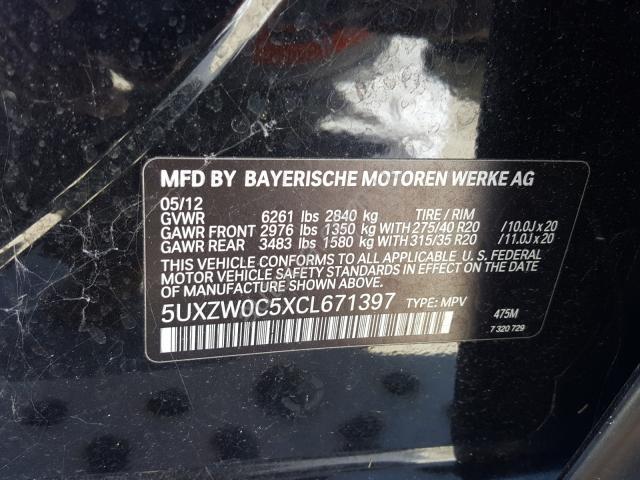 MFD BY BAYERISCHE MOTOREN WERKE AG
05/12
GVWR 6261 lbs 2840 kg TIRE / RIM
GAWR FRONT 2976 lbs 1350 kg WITH 275/40 R20 /10.0J x 20
GAWR REAR 3483 lbs 1580 kg WITH 315/35 R20 /11.0J x 20
THIS VEHICLE CONFORMS TO ALL APPLICABLE U. S. FEDERAL
MOTOR VEHICLE SAFETY STANDARDS IN EFFECT ON THE DATE OF
MANUFACTURE SHOWN ABOVE.
5UXZW0C5XCL671397 TYPE: MPV
475M
7 320 729